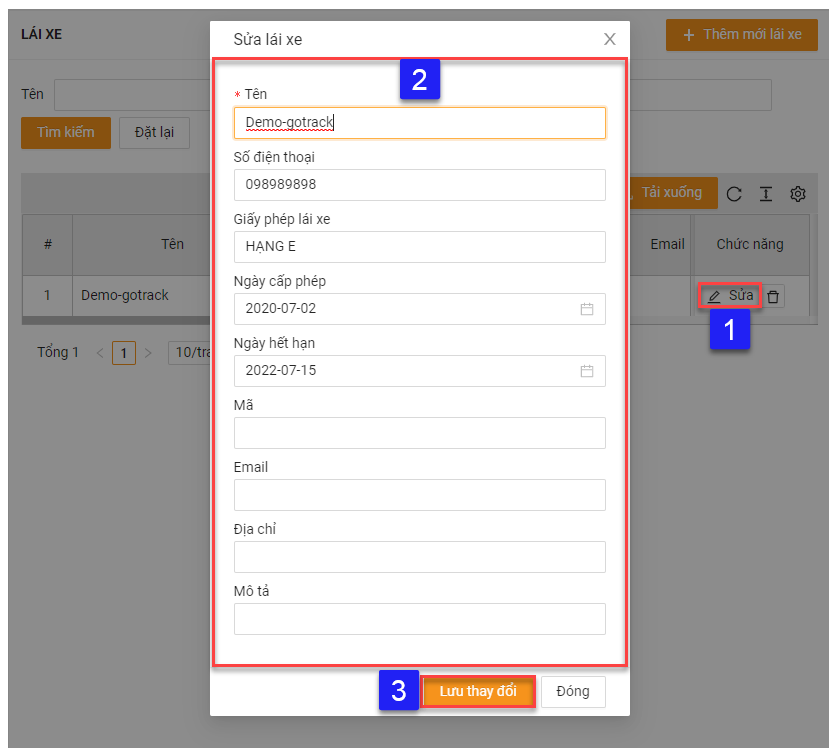 LÁI XE
Thêm mới lái xe
Tên
Tìm kiếm
Đặt lại
Tải xuống
#
Tên
Email
Chức năng
1
Demo-gotrack
Sửa
1
Tổng 1
1
10/tra
Sửa lái xe
2
* Tên
Demo-gotrack
Số điện thoại
098989898
Giấy phép lái xe
HẠNG E
Ngày cấp phép
2020-07-02
Ngày hết hạn
2022-07-15
Mã
Email
Địa chỉ
Mô tả
3
Lưu thay đổi
Đóng